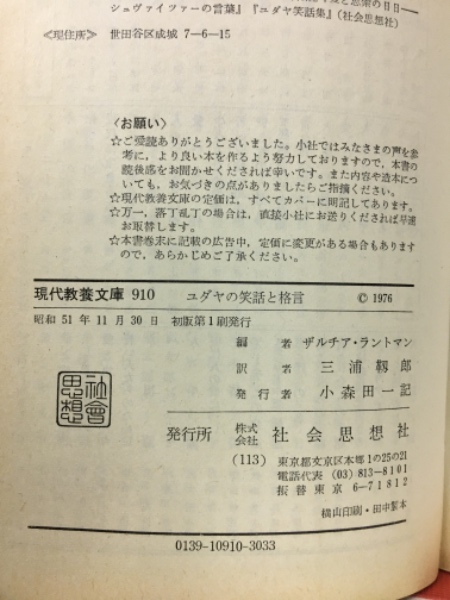 シュヴァイツァーの言葉』『ユダヤ笑話集』(社会思想社)
≪現住所≫ 世田谷区成城 7-6-15
〈お願い〉
☆ご愛読ありがとうございました。小社ではみなさまの声を参
考に,より良い本を作るよう努力しておりますので,本書の
読後感をお聞かせくだされば幸いです。また内容や造本につ
いても,お気づきの点がありましたらご指摘ください。
☆現代教養文庫の定価は,すべてカバーに明記してあります。
☆万一,落丁乱丁の場合は,直接小社にお送りくだされば早速
お取替します。
☆本書巻末に記載の広告中,定価に変更がある場合もあります
ので,あらかじめご了承ください。
現代教養文庫 910 ユダヤの笑話と格言 © 1976
昭和 51 年 11 月 30 日 初版第1刷発行
編者 ザルチア・ラントマン
訳者 三浦靱郎
発行者 小森田一記
社會思想
発行所 株式会社 社会思想社
(113) 東京都文京区本郷1の25の21
電話代表 (03) 813-8101
振替東京 6-71812
横山印刷・田中製本
0139-10910-3033